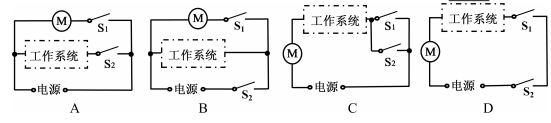 M S1
工作系统 S2
电源
A
M S1
工作系统
电源 S2
B
工作系统 S1
M S2
电源
C
工作系统 S1
M
电源 S2
D